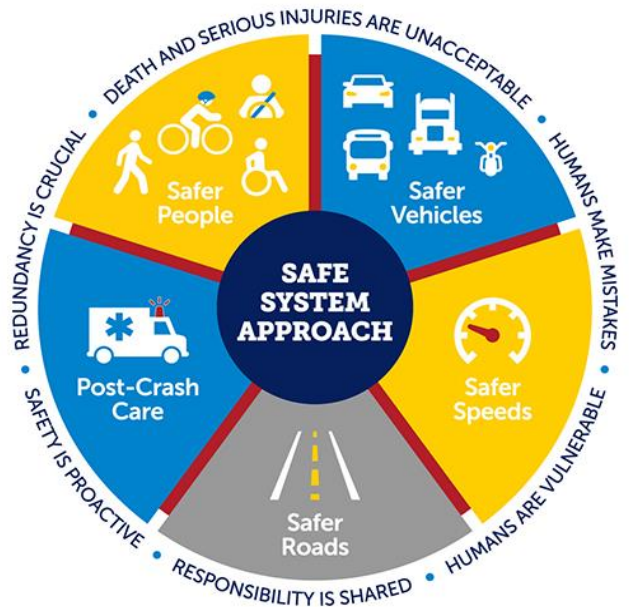 DEATH AND SERIOUS INJURIES ARE UNACCEPTABLE
HUMANS MAKE MISTAKES
HUMANS ARE VULNERABLE
RESPONSIBILITY IS SHARED
SAFETY IS PROACTIVE
REDUNDANCY IS CRUCIAL
Safer
People
Safer
Vehicles
SAFE
SYSTEM
APPROACH
Post-Crash
Care
Safer
Speeds
Safer
Roads